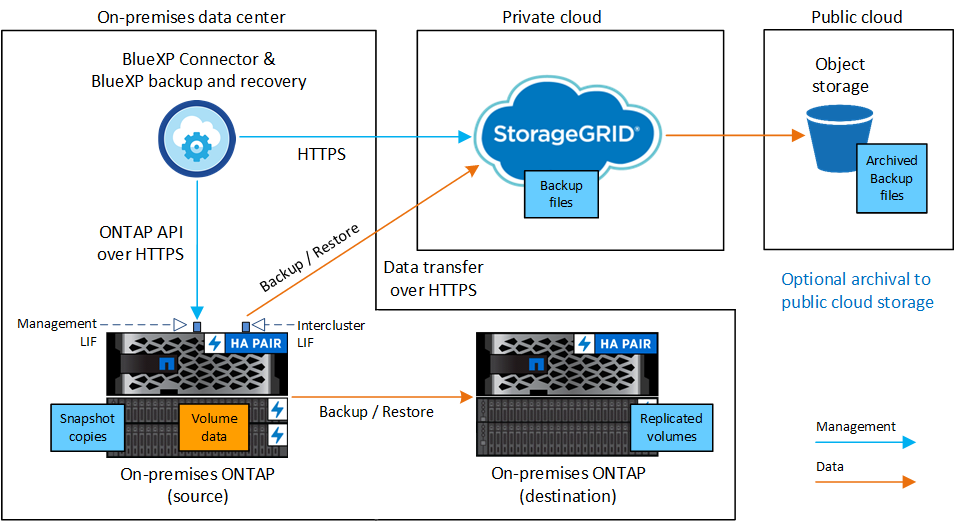 On-premises data center
Private cloud
Public cloud
BlueXP Connector &
BlueXP backup and recovery
HTTPS
StorageGRID®
Backup
files
Object
storage
Archived
Backup
files
ONTAP API
over HTTPS
Backup / Restore
Data transfer
over HTTPS
Optional archival to
public cloud storage
Management
LIF
Intercluster
LIF
HA PAIR
HA PAIR
Snapshot
copies
Volume
data
Backup / Restore
Replicated
volumes
On-premises ONTAP
(source)
On-premises ONTAP
(destination)
Management
Data